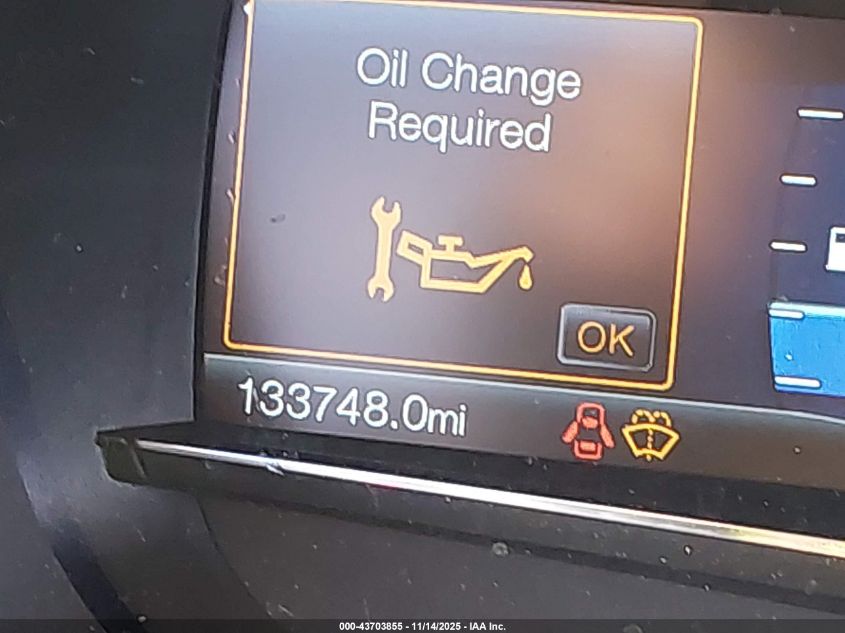 Oil Change
Required
OK
133748.0mi
000-43703855 - 11/14/2025 - IAA Inc.